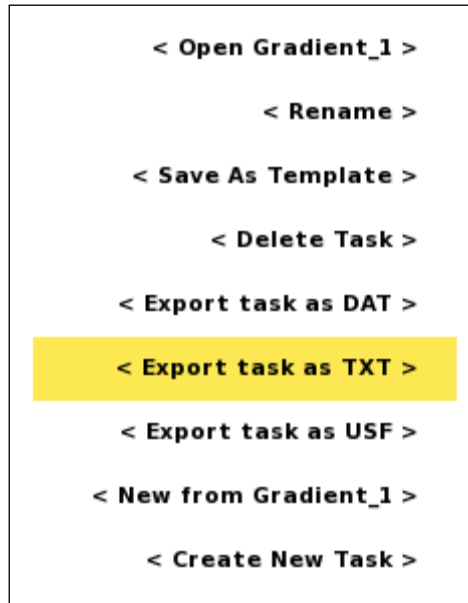 < Open Gradient_1 >
< Rename >
< Save As Template >
< Delete Task >
< Export task as DAT >
< Export task as TXT >
< Export task as USF >
< New from Gradient_1 >
< Create New Task >